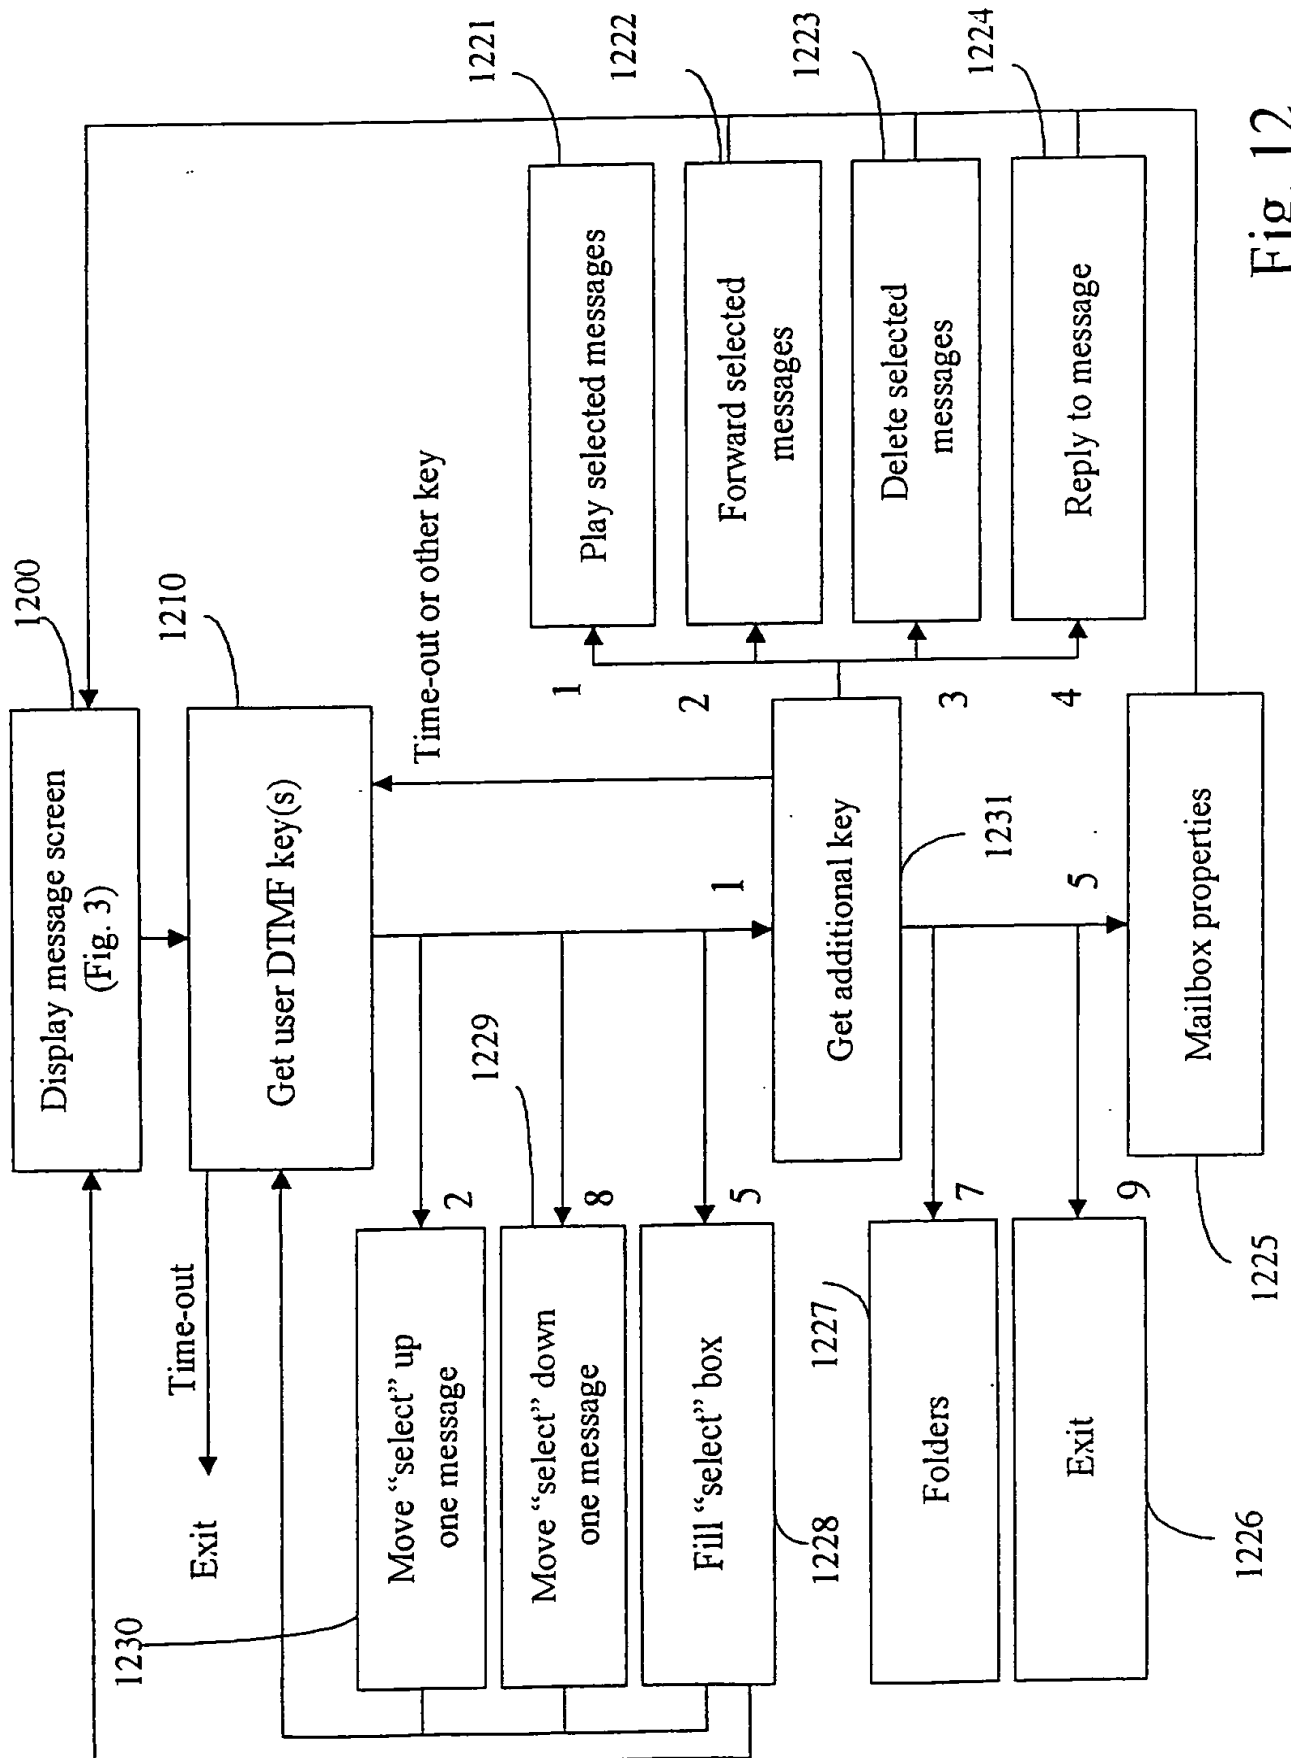 1200
Display message screen
(Fig. 3)
1210
Get user DTMF key(s)
Time-out
Exit
Time-out or other key
1230
Move “select” up
one message
2
1229
Move “select” down
one message
8
Fill “select” box
5
1228
1
Get additional key
1231
1221
Play selected messages
1
1222
Forward selected
messages
2
1223
Delete selected
messages
3
1224
Reply to message
4
1227
Folders
7
Exit
9
1226
5
Mailbox properties
1225
Fig. 12